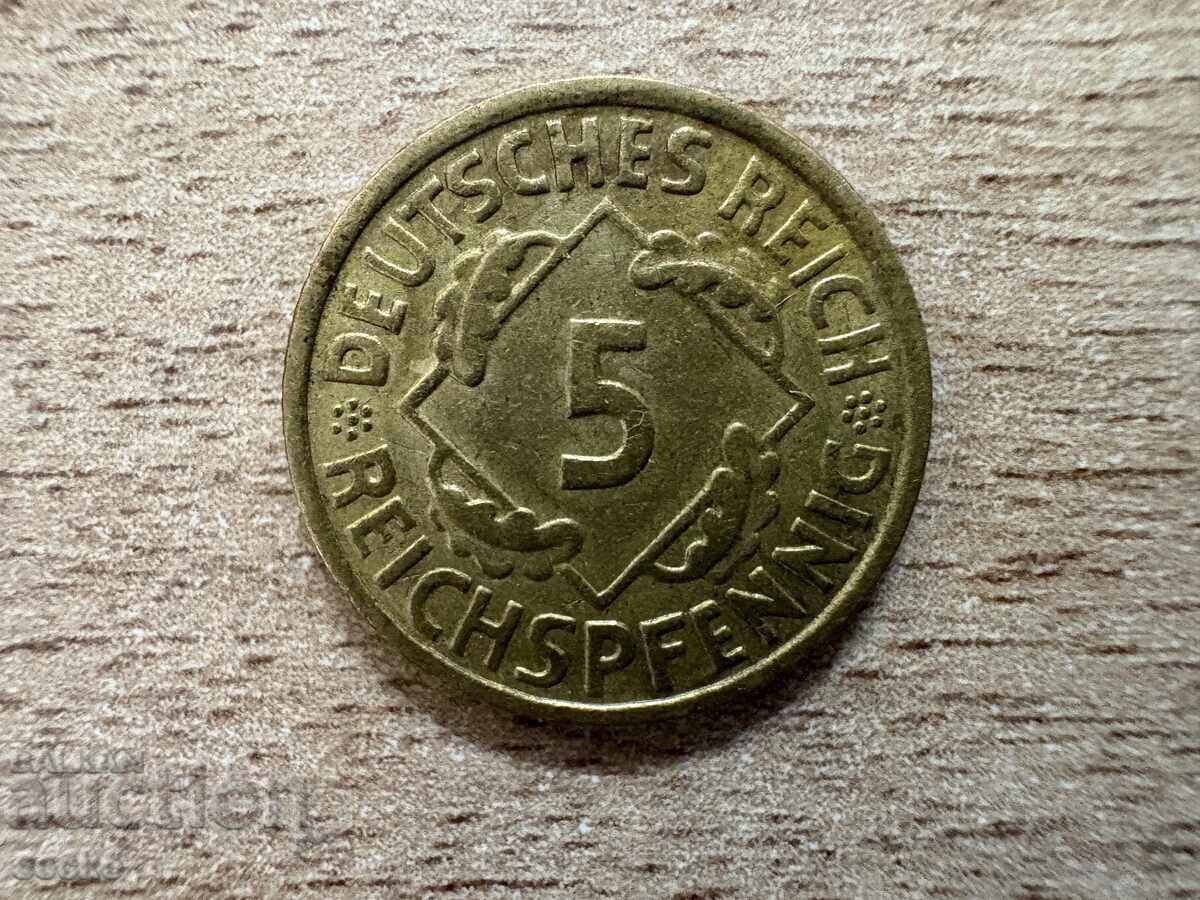 DEUTSCHES REICH
5
REICHSPFENNIG
BALKAN
auction